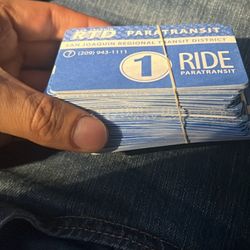 RTD PARATRANSIT
SAN JOAQUIN REGIONAL TRANSIT DISTRICT
(209) 943-1111
1 RIDE
PARATRANSIT